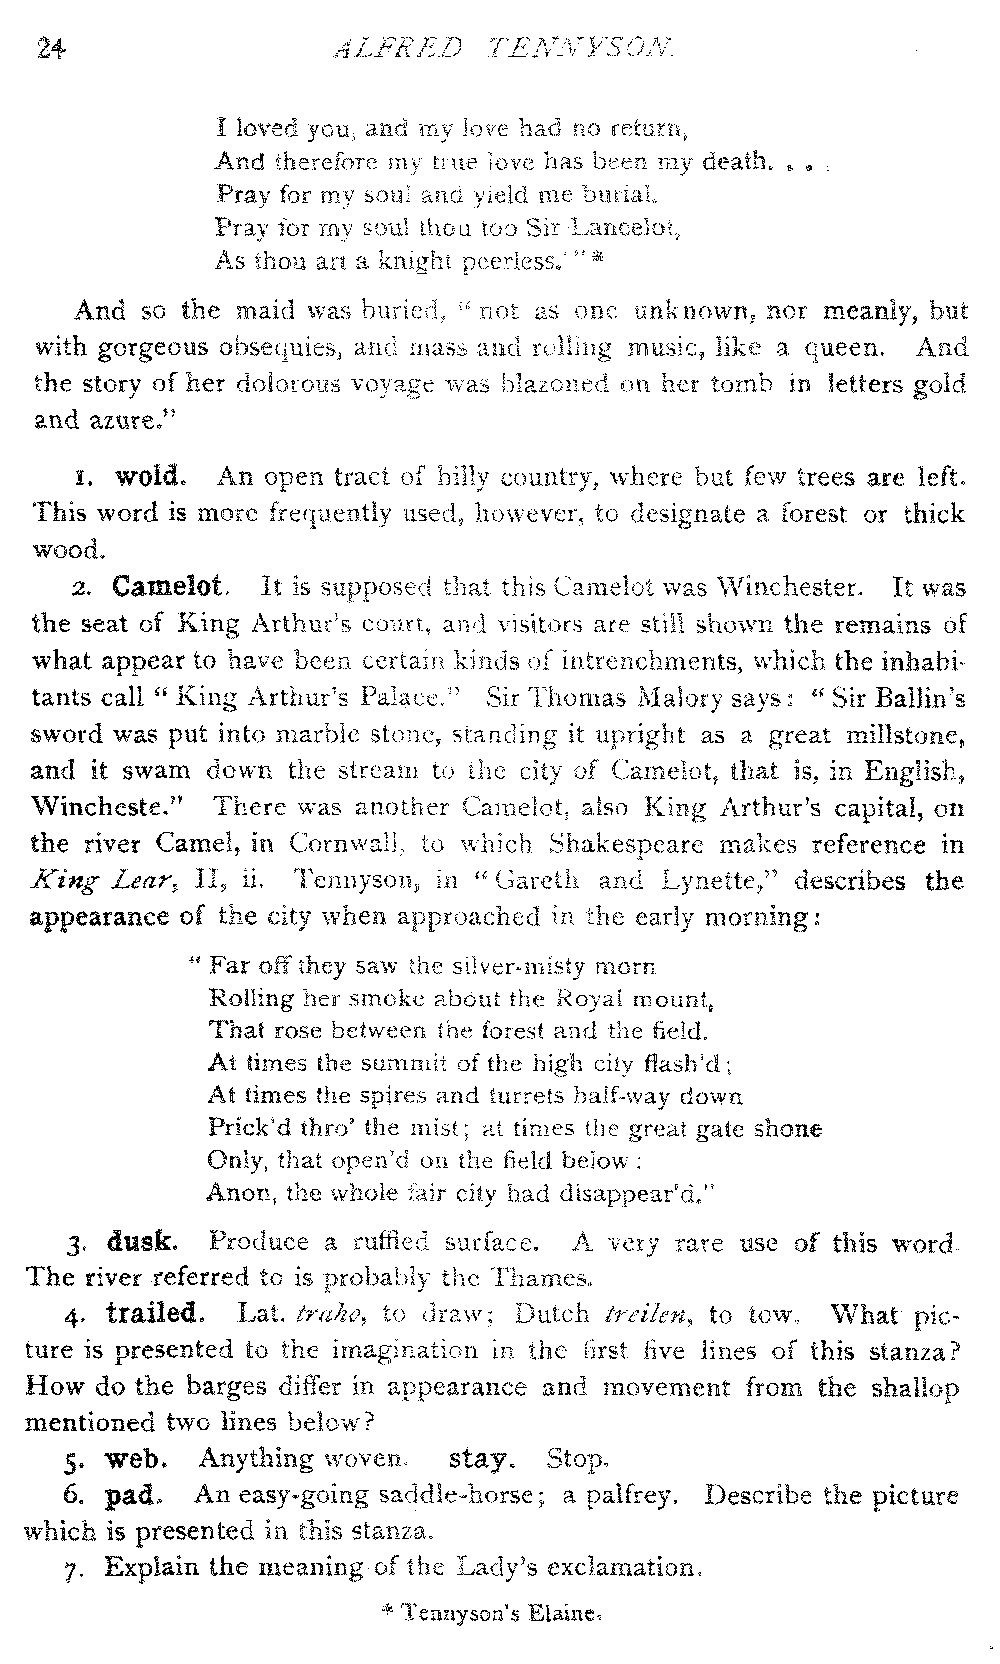 24 ALFRED TENNYSON.
I loved you, and my love had no return,
And therefore my true love has been my death. . . .
Pray for my soul and yield me burial.
Pray for my soul thou too Sir Lancelot,
As thou art a knight peerless.' " *
And so the maid was buried, " not as one unknown, nor meanly, but
with gorgeous obsequies, and mass and rolling music, like a queen. And
the story of her dolorous voyage was blazoned on her tomb in letters gold
and azure."
1. wold. An open tract of hilly country, where but few trees are left.
This word is more frequently used, however, to designate a forest or thick
wood.
2. Camelot. It is supposed that this Camelot was Winchester. It was
the seat of King Arthur's court, and visitors are still shown the remains of
what appear to have been certain kinds of intrenchments, which the inhabi-
tants call " King Arthur's Palace." Sir Thomas Malory says: " Sir Ballin's
sword was put into marble stone, standing it upright as a great millstone,
and it swam down the stream to the city of Camelot, that is, in English,
Wincheste." There was another Camelot, also King Arthur's capital, on
the river Camel, in Cornwall, to which Shakespeare makes reference in
King Lear, II, ii. Tennyson, in " Gareth and Lynette," describes the
appearance of the city when approached in the early morning:
" Far off they saw the silver-misty morn
Rolling her smoke about the Royal mount,
That rose between the forest and the field.
At times the summit of the high city flash'd;
At times the spires and turrets half-way down
Prick'd thro' the mist; at times the great gate shone
Only, that open'd on the field below:
Anon, the whole fair city had disappear'd."
3. dusk. Produce a ruffled surface. A very rare use of this word.
The river referred to is probably the Thames.
4. trailed. Lat. traho, to draw; Dutch treilen, to tow. What pic-
ture is presented to the imagination in the first five lines of this stanza?
How do the barges differ in appearance and movement from the shallop
mentioned two lines below?
5. web. Anything woven. stay. Stop.
6. pad. An easy-going saddle-horse; a palfrey. Describe the picture
which is presented in this stanza.
7. Explain the meaning of the Lady's exclamation.
* Tennyson's Elaine.